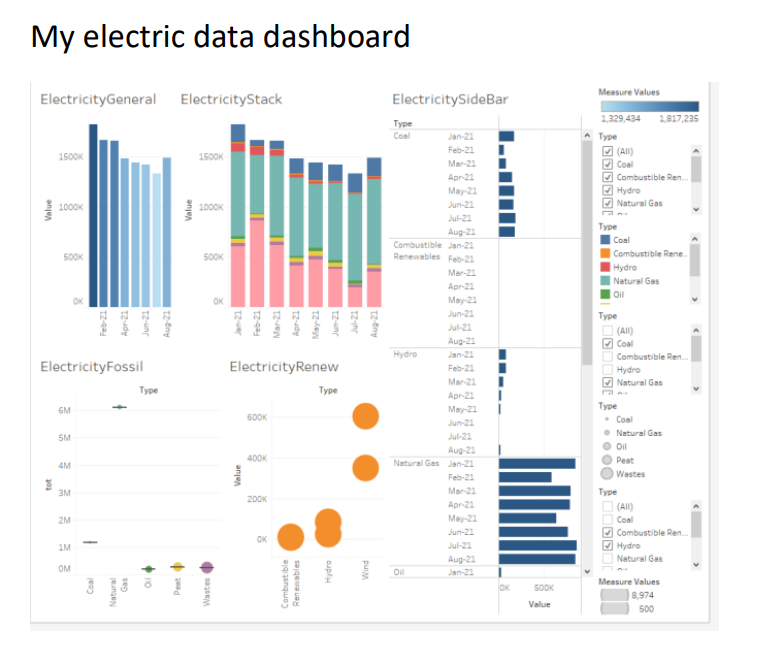 My electric data dashboard
ElectricityGeneral
1500K
1000K
500K
0K
Value
Feb-21
Apr-21
Jun-21
Aug-21
ElectricityStack
1500K
1000K
500K
0K
Value
Jan-21
Feb-21
Mar-21
Apr-21
May-21
Jun-21
Jul-21
Aug-21
ElectricityFossil
Type
6M
5M
4M
3M
2M
1M
0M
tot
Coal
Natural
Gas
Oil
Peat
Wastes
ElectricityRenew
Type
600K
400K
200K
0K
Value
Combustible
Renewables
Hydro
Wind
ElectricitySideBar
Type
Coal Jan-21
Feb-21
Mar-21
Apr-21
May-21
Jun-21
Jul-21
Aug-21
Combustible Jan-21
Renewables Feb-21
Mar-21
Apr-21
May-21
Jun-21
Jul-21
Aug-21
Hydro Jan-21
Feb-21
Mar-21
Apr-21
May-21
Jun-21
Jul-21
Aug-21
Natural Gas Jan-21
Feb-21
Mar-21
Apr-21
May-21
Jun-21
Jul-21
Aug-21
Oil Jan-21
0K 500K
Value
Measure Values
1,329,434 1,817,235
Type
(All)
Coal
Combustible Ren...
Hydro
Natural Gas
Type
Coal
Combustible Rene..
Hydro
Natural Gas
Oil
Type
(All)
Coal
Combustible Ren...
Hydro
Natural Gas
Type
Coal
Natural Gas
Oil
Peat
Wastes
Type
(All)
Coal
Combustible Ren...
Hydro
Natural Gas
Measure Values
8,974
500